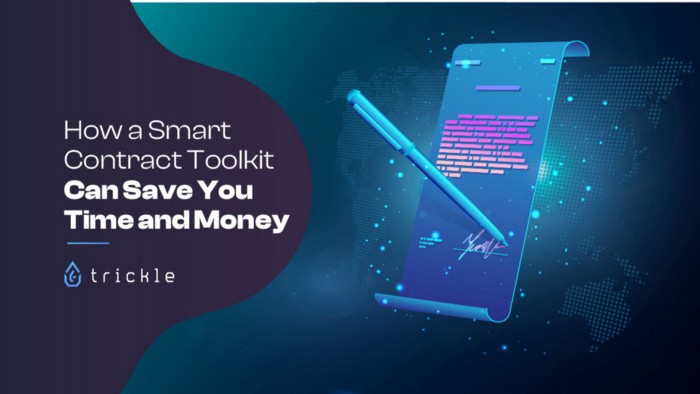 How a Smart
Contract Toolkit
Can Save You
Time and Money
trickle